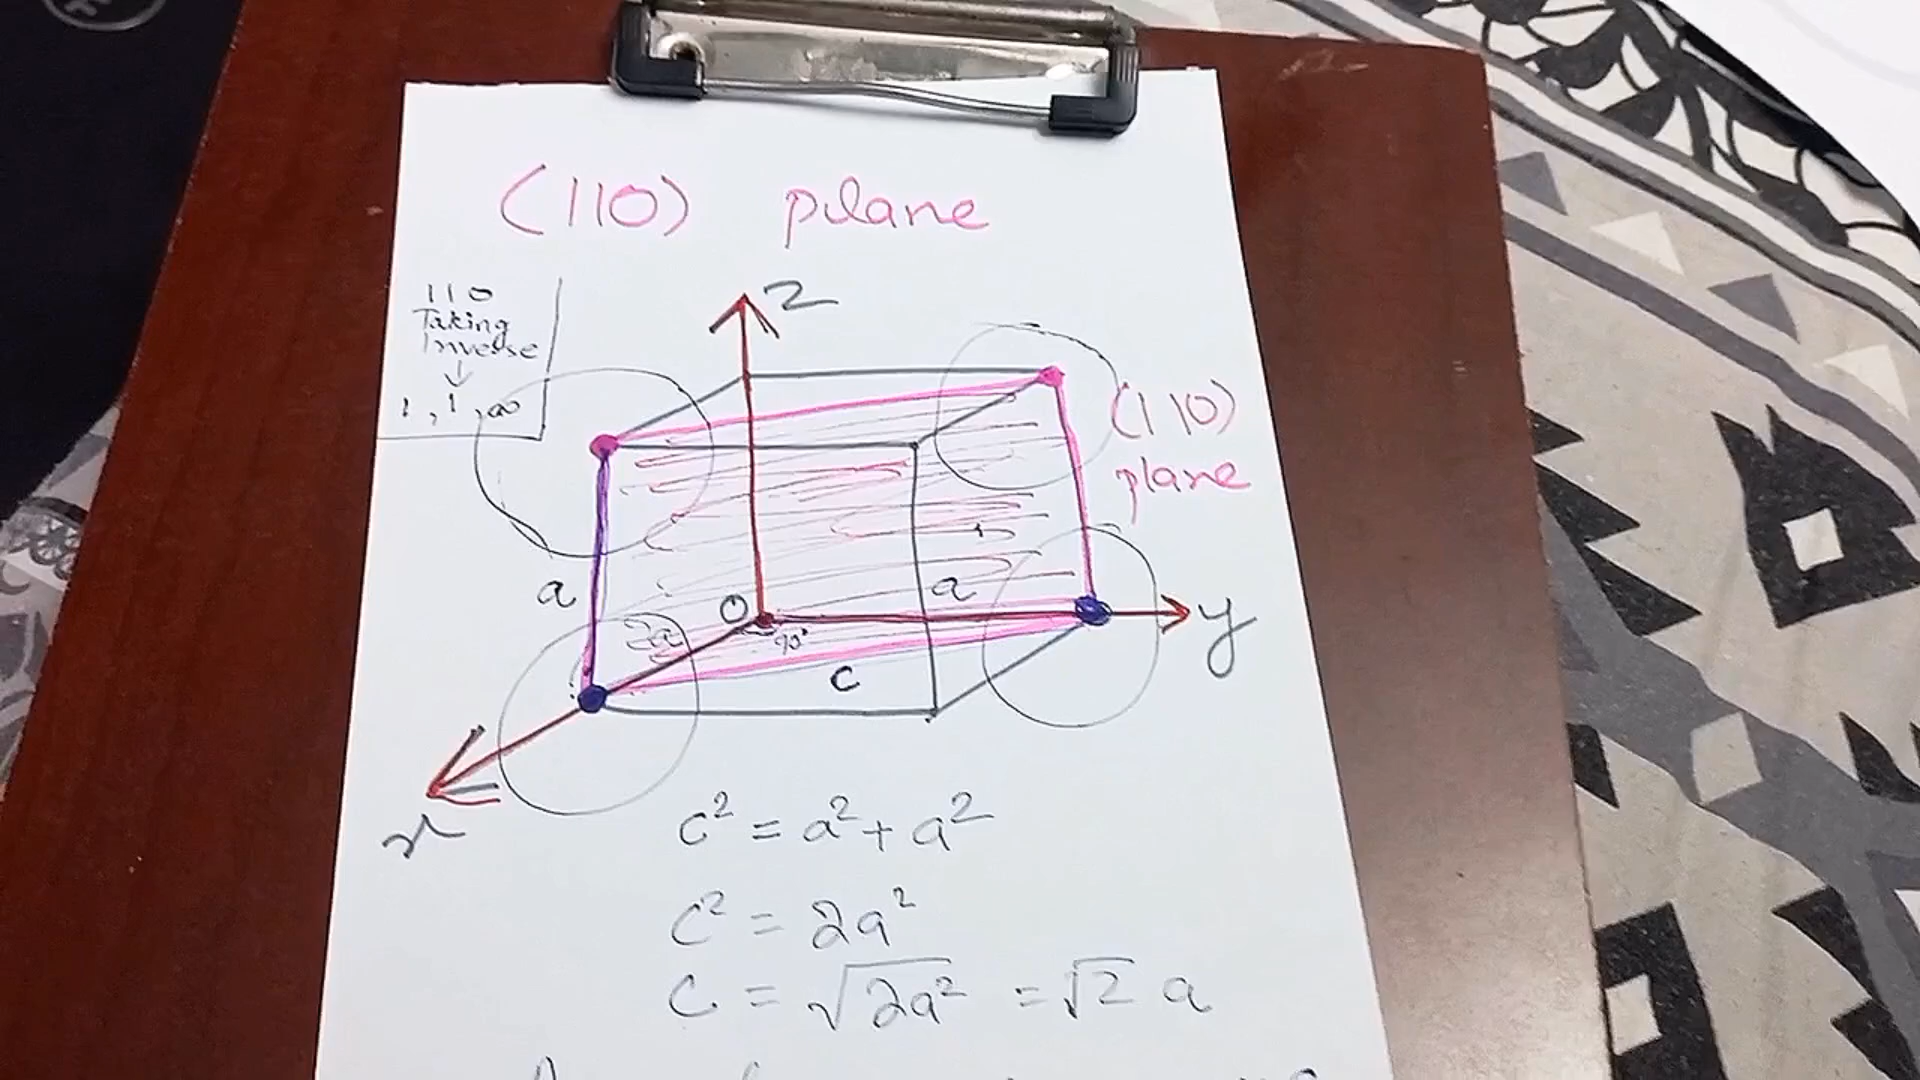 (110) plane
110
Taking
Inverse
↓
1, 1, ∞
z
(110)
plane
a
a
O
90°
y
c
x
c² = a² + a²
c² = 2a²
c = √2a² = √2 a